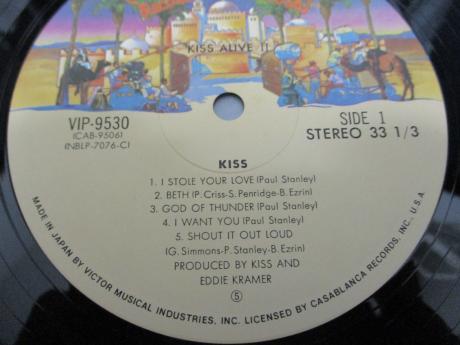 KISS ALIVE II
VIP-9530
(CAB-9506)
(NBLP-7076-C)
SIDE 1
STEREO 33 1/3
KISS
1. I STOLE YOUR LOVE (Paul Stanley)
2. BETH (P. Criss-S. Penridge-B. Ezrin)
3. GOD OF THUNDER (Paul Stanley)
4. I WANT YOU (Paul Stanley)
5. SHOUT IT OUT LOUD
(G. Simmons-P. Stanley-B. Ezrin)
PRODUCED BY KISS AND
EDDIE KRAMER
⑤
MADE IN JAPAN BY VICTOR MUSICAL INDUSTRIES, INC. LICENSED BY CASABLANCA RECORDS, INC., U.S.A.